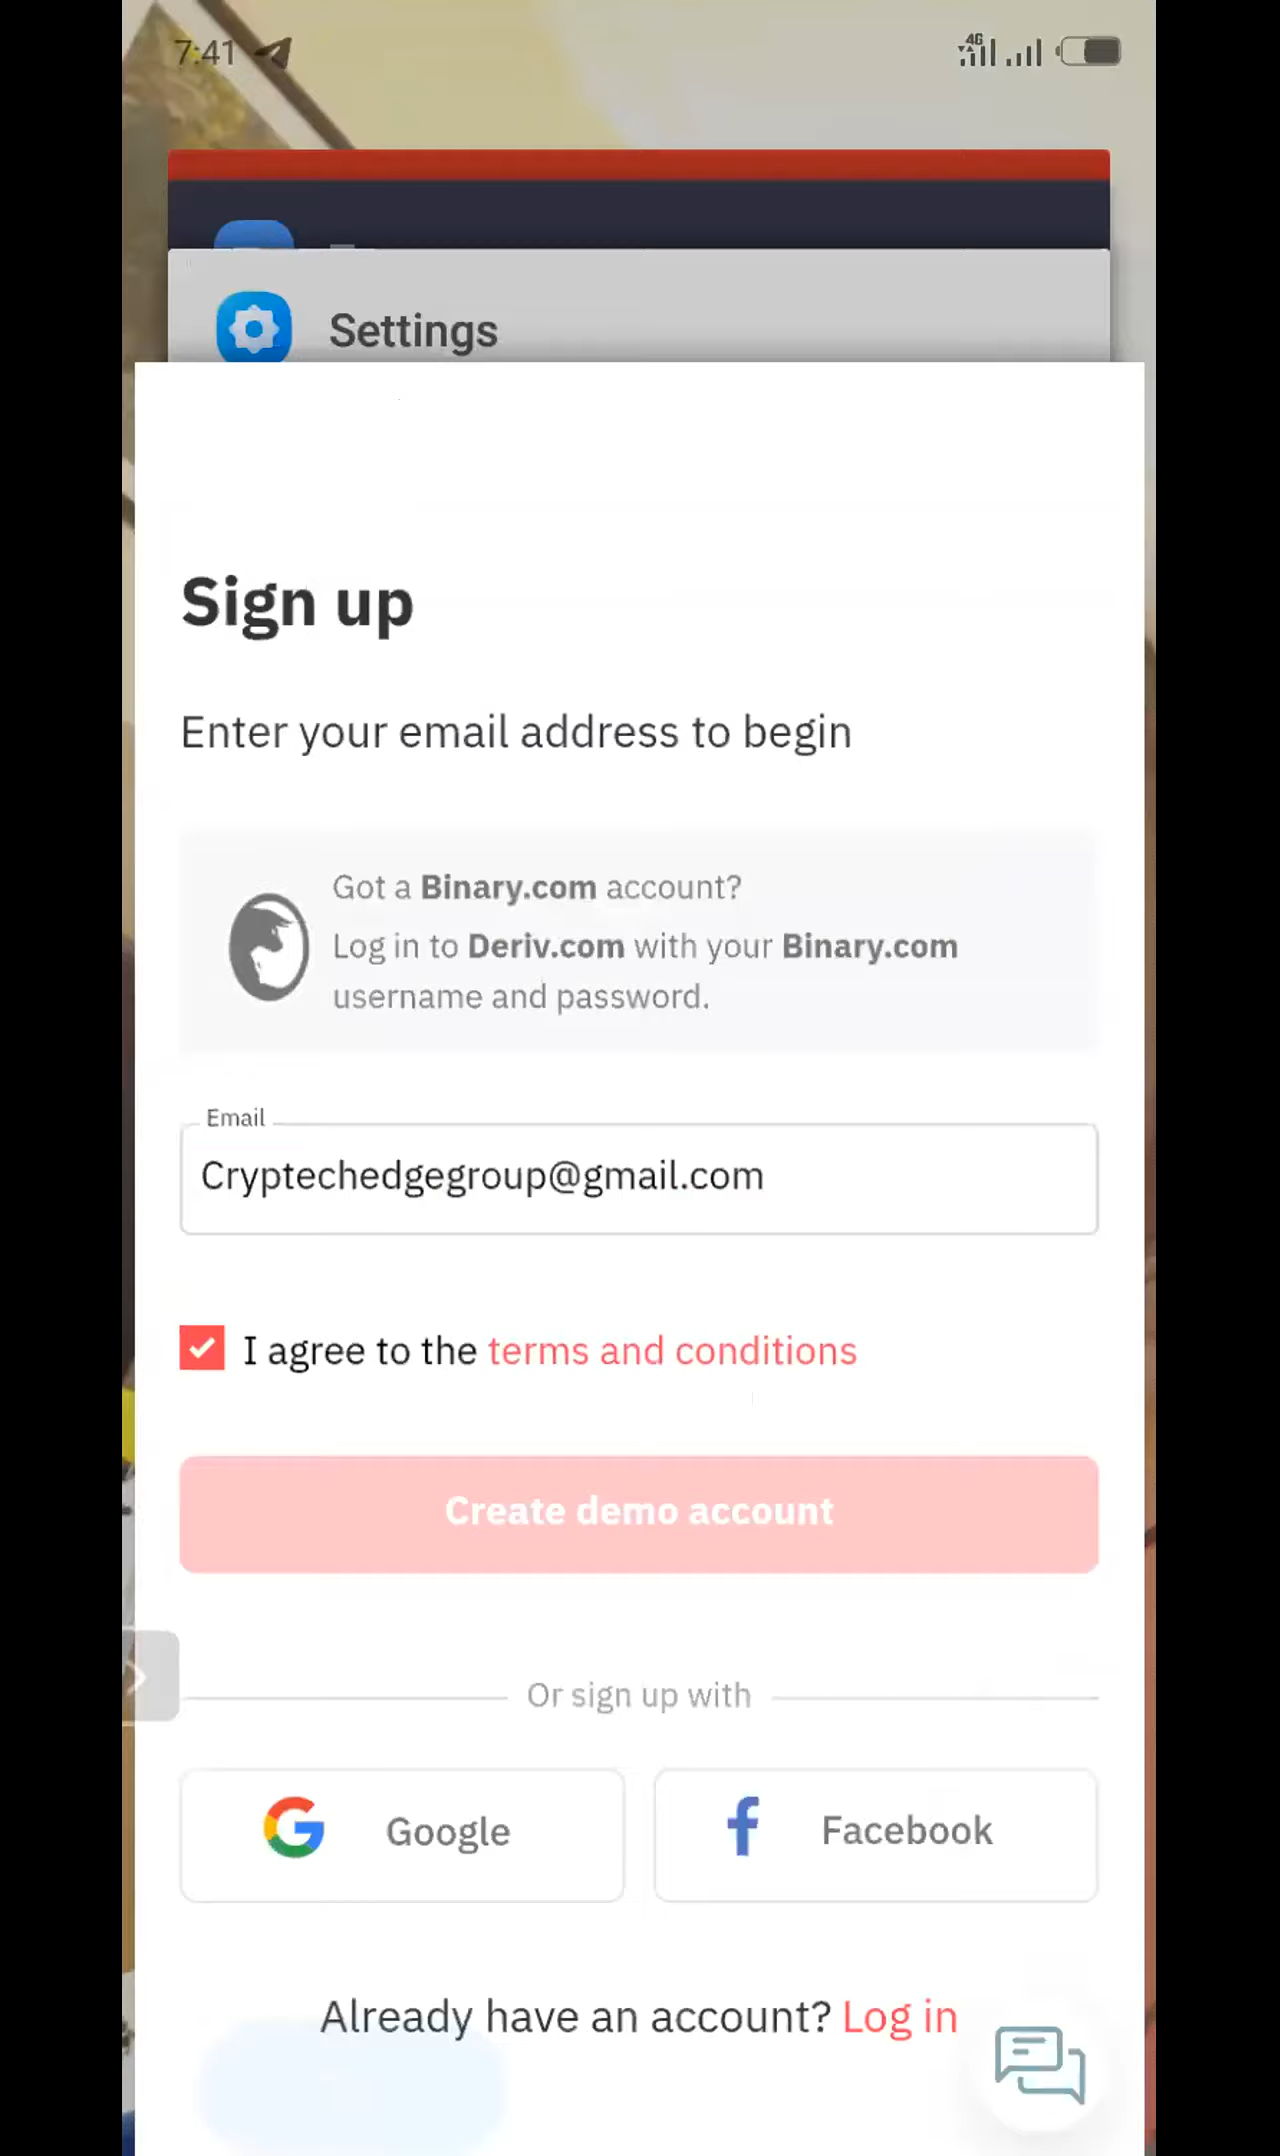 7:41
4G
Settings
Sign up
Enter your email address to begin
Got a Binary.com account?
Log in to Deriv.com with your Binary.com
username and password.
Email
Cryptechedgegroup@gmail.com
I agree to the terms and conditions
Create demo account
Or sign up with
Google
Facebook
Already have an account? Log in